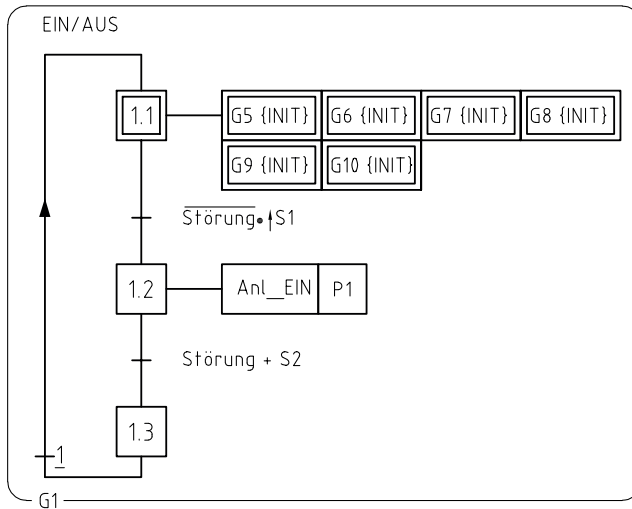 EIN/AUS
1.1 G5 {INIT} G6 {INIT} G7 {INIT} G8 {INIT}
G9 {INIT} G10 {INIT}
S̅t̅ö̅r̅u̅n̅g̅•↑S1
1.2 Anl_EIN P1
Störung + S2
1.3
1
G1